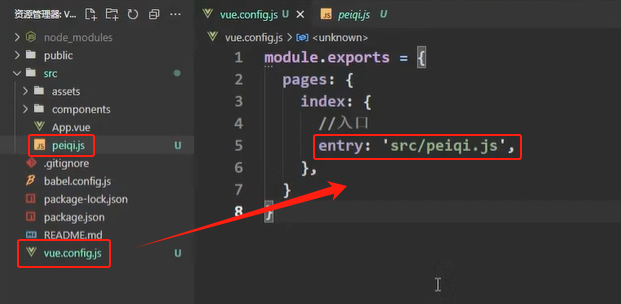 资源管理器: V...
node_modules
public
src
assets
components
App.vue
peiqi.js U
.gitignore
babel.config.js
package-lock.json
package.json
README.md
vue.config.js U
vue.config.js U
peiqi.js U
vue.config.js > <unknown>
1 module.exports = {
2 pages: {
3 index: {
4 //入口
5 entry: 'src/peiqi.js',
6 },
7 }
8 }